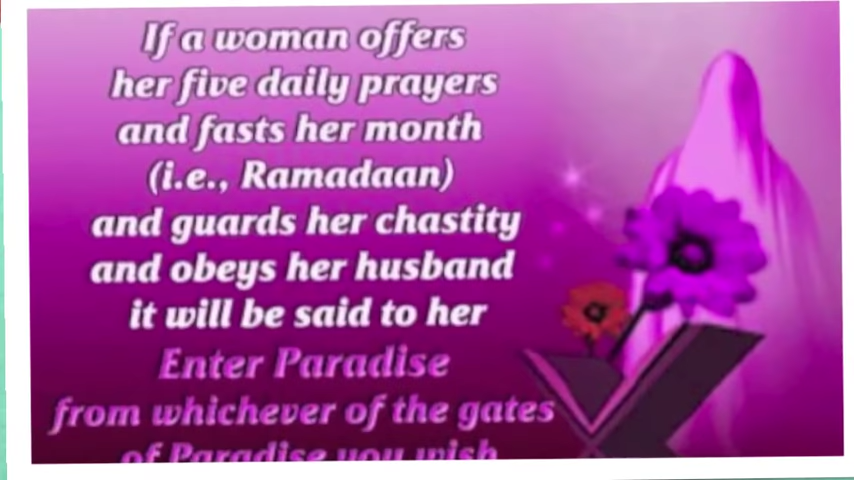 If a woman offers
her five daily prayers
and fasts her month
(i.e., Ramadaan)
and guards her chastity
and obeys her husband
it will be said to her
Enter Paradise
from whichever of the gates
of Paradise you wish